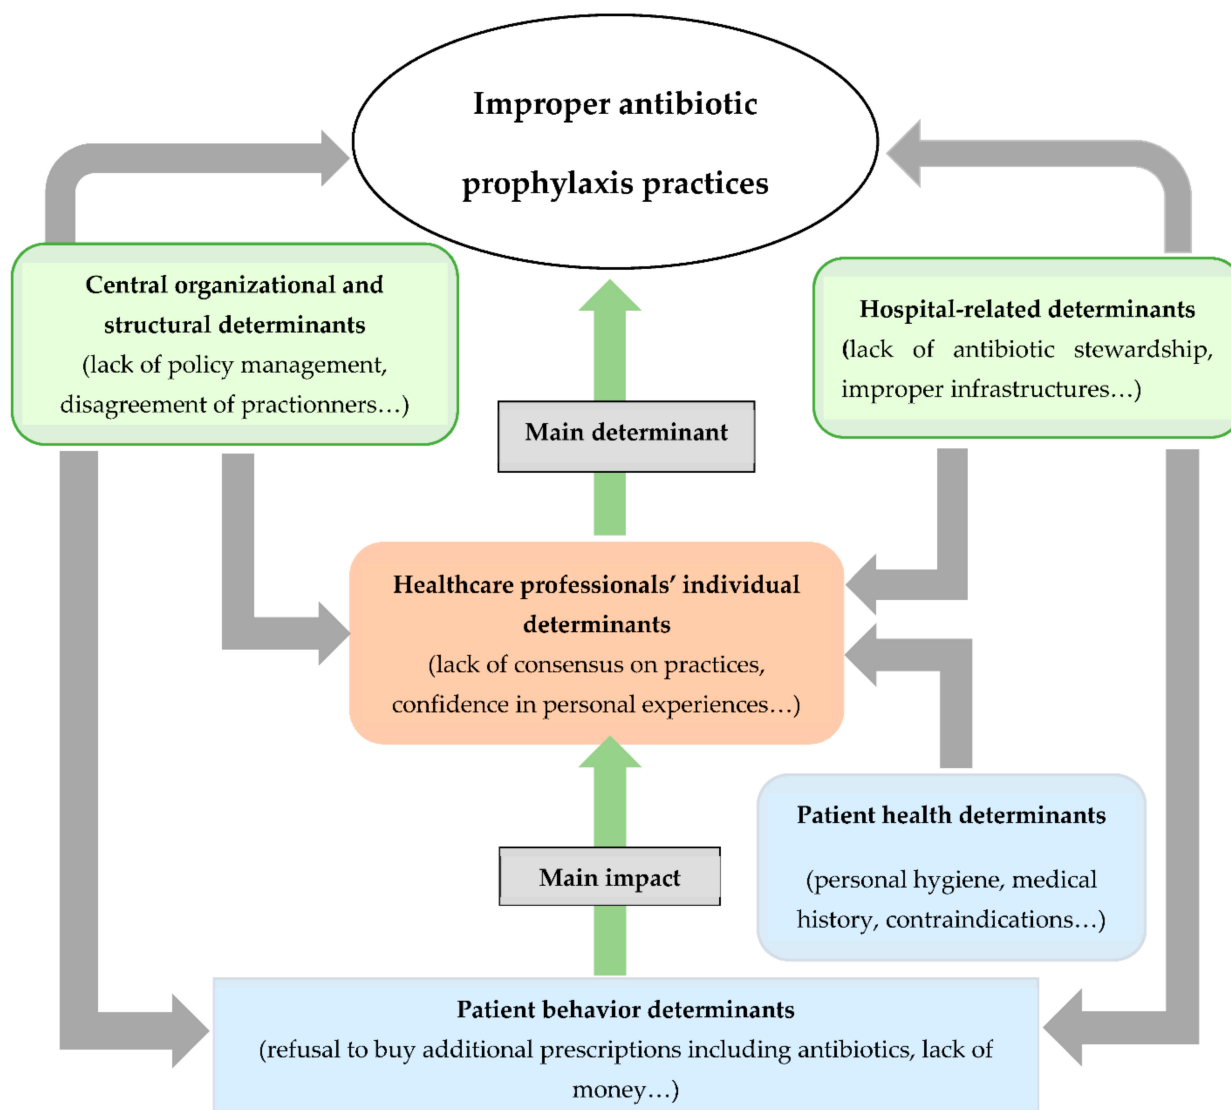 Improper antibiotic
prophylaxis practices
Central organizational and
structural determinants
(lack of policy management,
disagreement of practionners…)
Hospital-related determinants
(lack of antibiotic stewardship,
improper infrastructures…)
Main determinant
Healthcare professionals’ individual
determinants
(lack of consensus on practices,
confidence in personal experiences…)
Patient health determinants
(personal hygiene, medical
history, contraindications…)
Main impact
Patient behavior determinants
(refusal to buy additional prescriptions including antibiotics, lack of
money…)